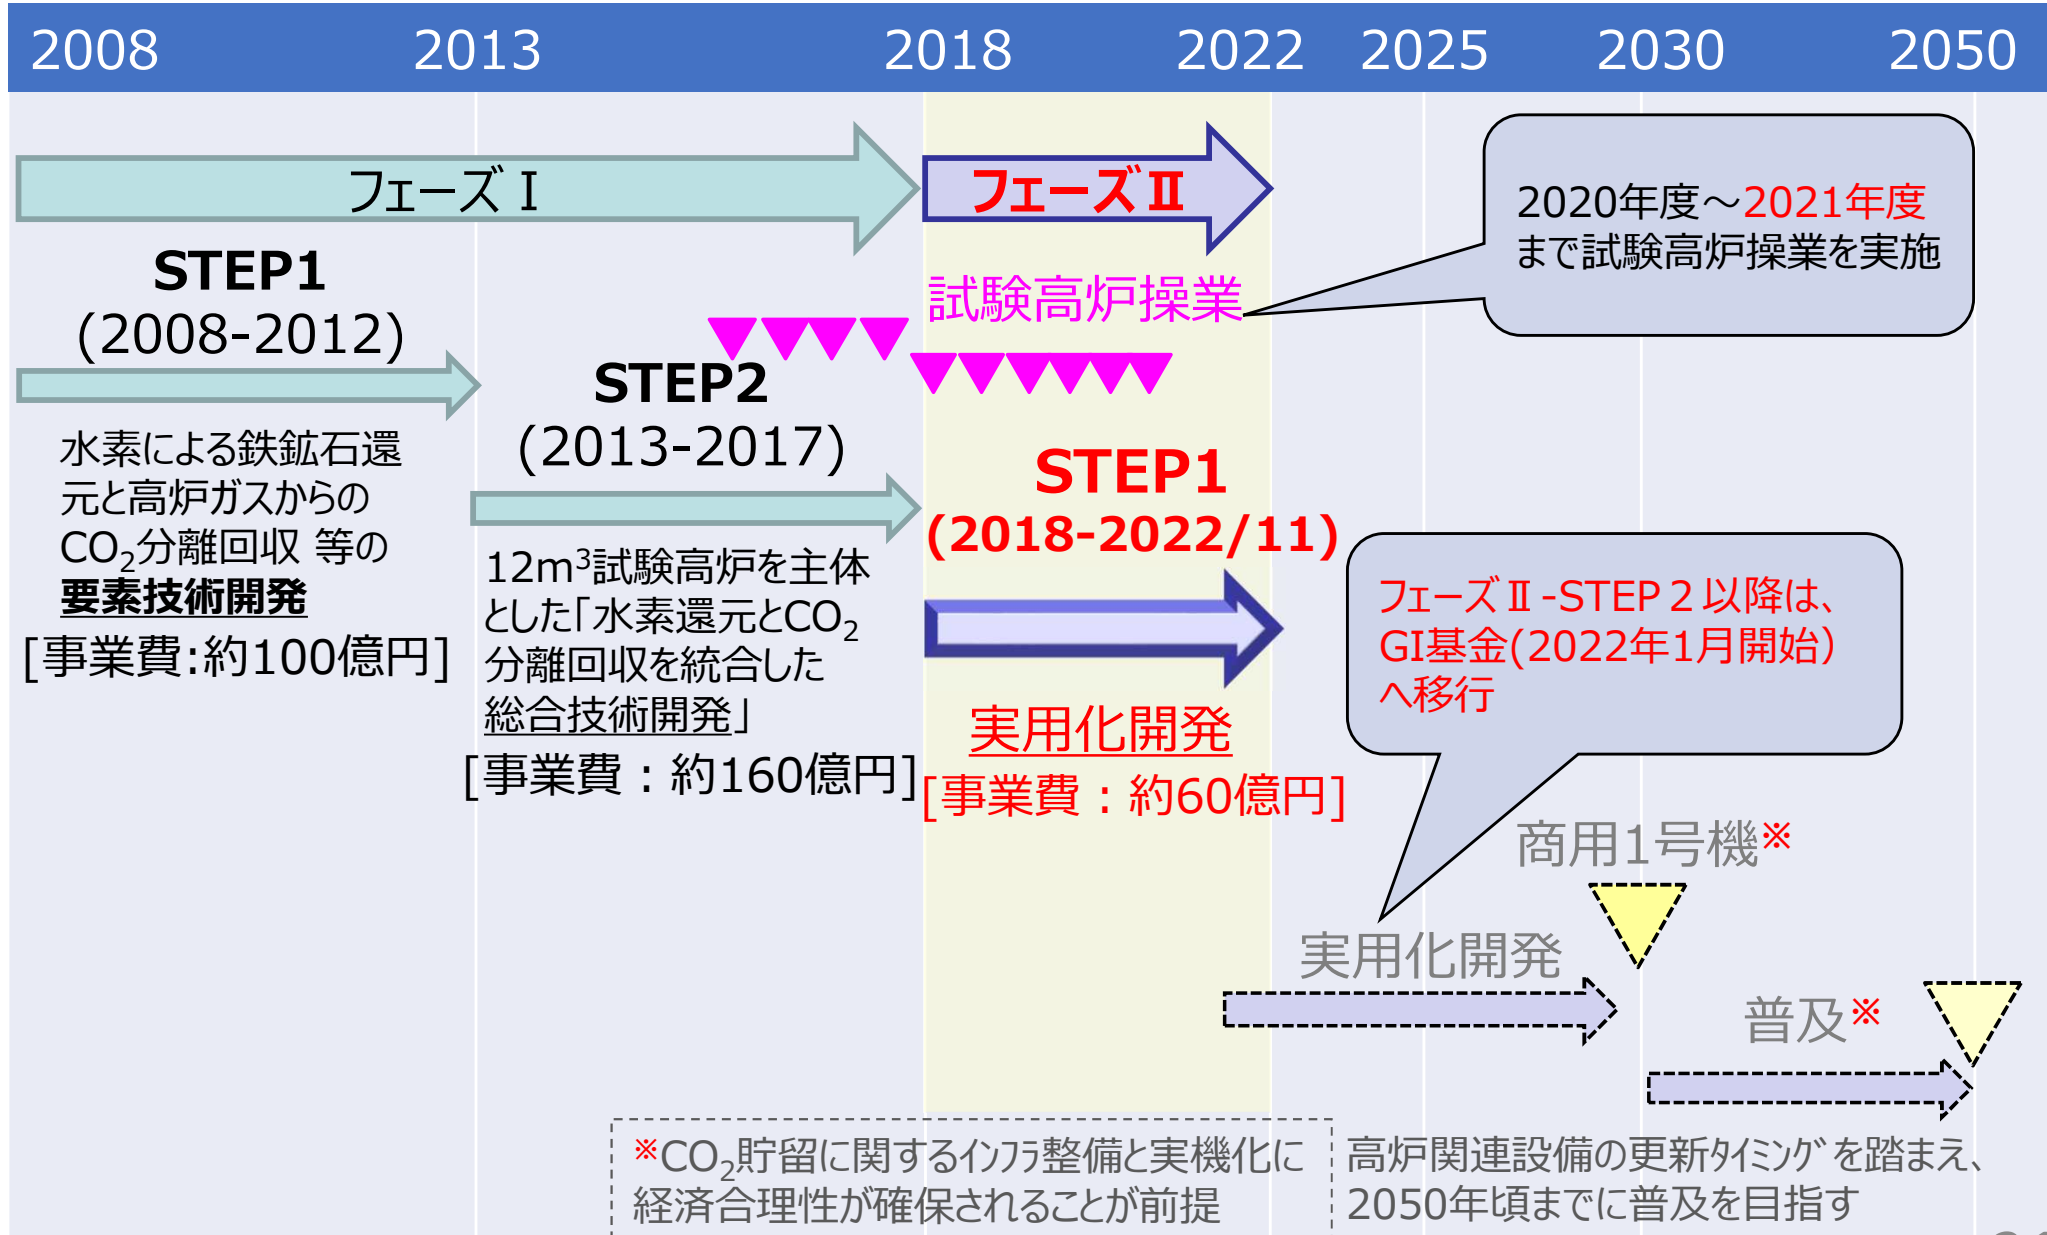 2008 2013 2018 2022 2025 2030 2050
フェーズⅠ
フェーズⅡ
2020年度～2021年度
まで試験高炉操業を実施
STEP1
(2008-2012)
水素による鉄鉱石還
元と高炉ガスからの
CO₂分離回収 等の
要素技術開発
[事業費:約100億円]
試験高炉操業
STEP2
(2013-2017)
12m³試験高炉を主体
とした「水素還元とCO₂
分離回収を統合した
総合技術開発」
[事業費：約160億円]
STEP1
(2018-2022/11)
実用化開発
[事業費：約60億円]
フェーズⅡ-STEP２以降は、
GI基金(2022年1月開始）
へ移行
商用1号機※
実用化開発
普及※
※CO₂貯留に関するｲﾝﾌﾗ整備と実機化に
経済合理性が確保されることが前提
高炉関連設備の更新ﾀｲﾐﾝｸﾞを踏まえ、
2050年頃までに普及を目指す